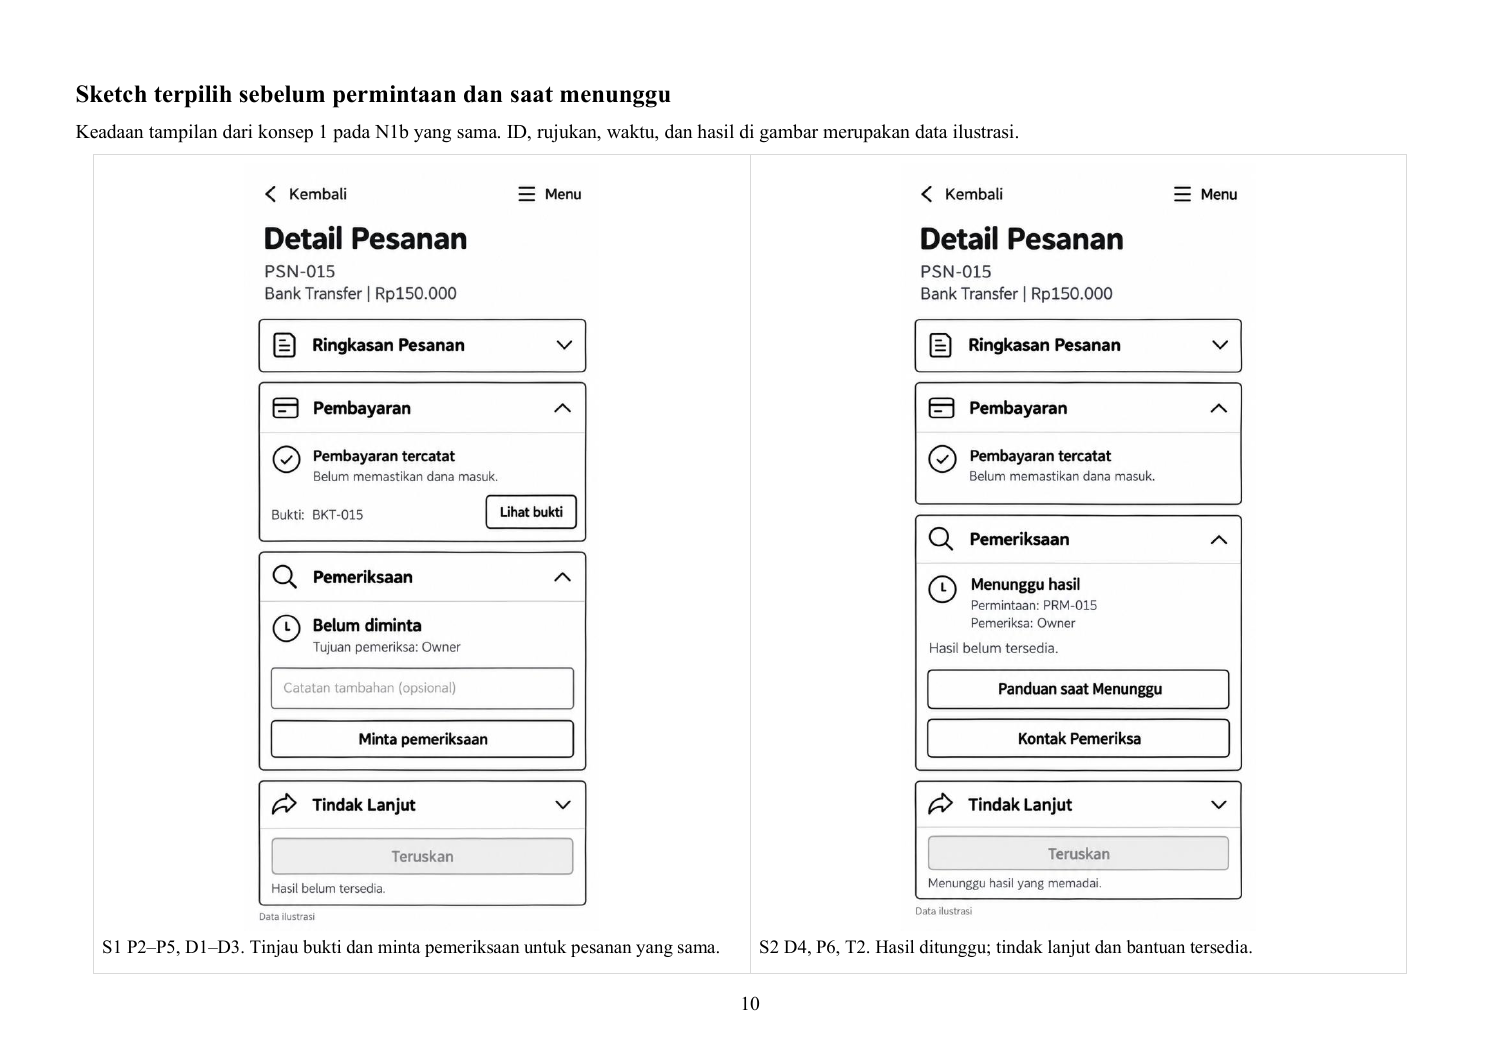 Sketch terpilih sebelum permintaan dan saat menunggu
Keadaan tampilan dari konsep 1 pada N1b yang sama. ID, rujukan, waktu, dan hasil di gambar merupakan data ilustrasi.
Kembali
Menu
Detail Pesanan
PSN-015
Bank Transfer | Rp150.000
Ringkasan Pesanan
Pembayaran
Pembayaran tercatat
Belum memastikan dana masuk.
Bukti: BKT-015
Lihat bukti
Pemeriksaan
Belum diminta
Tujuan pemeriksa: Owner
Catatan tambahan (opsional)
Minta pemeriksaan
Tindak Lanjut
Teruskan
Hasil belum tersedia.
Data ilustrasi
S1 P2–P5, D1–D3. Tinjau bukti dan minta pemeriksaan untuk pesanan yang sama.
Kembali
Menu
Detail Pesanan
PSN-015
Bank Transfer | Rp150.000
Ringkasan Pesanan
Pembayaran
Pembayaran tercatat
Belum memastikan dana masuk.
Pemeriksaan
Menunggu hasil
Permintaan: PRM-015
Pemeriksa: Owner
Hasil belum tersedia.
Panduan saat Menunggu
Kontak Pemeriksa
Tindak Lanjut
Teruskan
Menunggu hasil yang memadai.
Data ilustrasi
S2 D4, P6, T2. Hasil ditunggu; tindak lanjut dan bantuan tersedia.
10